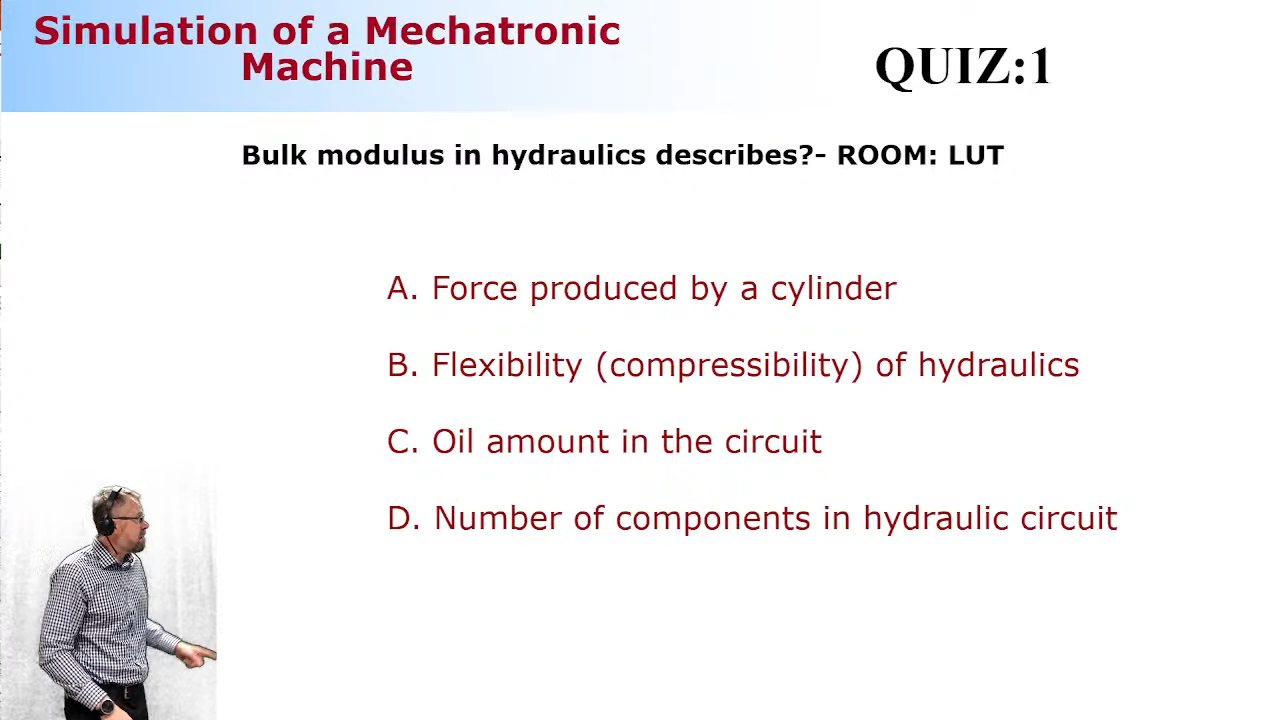 Simulation of a Mechatronic
Machine
QUIZ:1
Bulk modulus in hydraulics describes?- ROOM: LUT
A. Force produced by a cylinder
B. Flexibility (compressibility) of hydraulics
C. Oil amount in the circuit
D. Number of components in hydraulic circuit